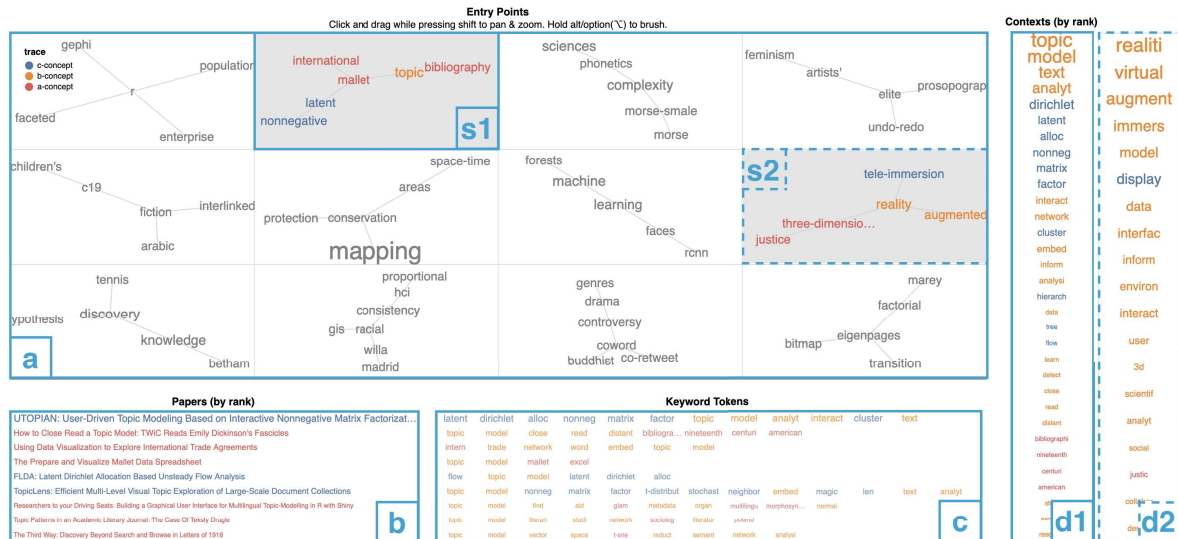 Entry Points
Click and drag while pressing shift to pan & zoom. Hold alt/option(⌥) to brush.
trace
c-concept
b-concept
a-concept
gephi
population
r
faceted
enterprise
international
mallet
topic
bibliography
latent
nonnegative
s1
sciences
phonetics
complexity
morse-smale
morse
feminism
artists'
elite
prosopograp
undo-redo
children's
c19
fiction
interlinked
arabic
space-time
areas
protection
conservation
mapping
forests
machine
learning
faces
rcnn
s2
tele-immersion
reality
augmented
three-dimensio…
justice
tennis
ypothesis
discovery
knowledge
betham
a
proportional
hci
consistency
gis
racial
willa
madrid
genres
drama
controversy
coword
buddhist
co-retweet
marey
factorial
eigenpages
bitmap
transition
Contexts (by rank)
topic
model
text
analyt
dirichlet
latent
alloc
nonneg
matrix
factor
interact
network
cluster
embed
inform
analysi
hierarch
data
tree
flow
learn
detect
close
read
distant
bibliographi
nineteenth
centuri
american
d1
realiti
virtual
augment
immers
model
display
data
interfac
inform
environ
interact
user
3d
scientif
analyt
social
justic
d2
Papers (by rank)
UTOPIAN: User-Driven Topic Modeling Based on Interactive Nonnegative Matrix Factorizat…
How to Close Read a Topic Model: TWiC Reads Emily Dickinson's Fascicles
Using Data Visualization to Explore International Trade Agreements
The Prepare and Visualize Mallet Data Spreadsheet
FLDA: Latent Dirichlet Allocation Based Unsteady Flow Analysis
TopicLens: Efficient Multi-Level Visual Topic Exploration of Large-Scale Document Collections
Researchers to your Driving Seats: Building a Graphical User Interface for Multilingual Topic-Modelling in R with Shiny
Topic Patterns in an Academic Literary Journal: The Case Of Teksty Drugie
The Third Way: Discovery Beyond Search and Browse in Letters of 1916
b
Keyword Tokens
latent dirichlet alloc nonneg matrix factor topic model analyt interact cluster text
topic model close read distant bibliogra… nineteenth centuri american
intern trade network word embed topic model
topic model mallet excel
flow topic model latent dirichlet alloc
topic model nonneg matrix factor t-distribut stochast neighbor embed magic len text analyt
topic model find aid glam metadata organ multilingu morphosyn… normal
topic model literari studi network sociolog literatur
topic model vector space t-sne reduct semant network analysi
c